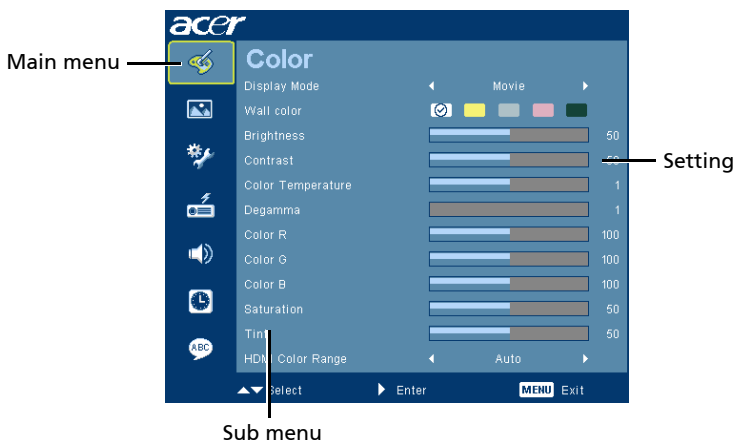 acer
Main menu
Color
Display Mode Movie
Wall color
Brightness 50
Contrast 50
Setting
Color Temperature 1
Degamma 1
Color R 100
Color G 100
Color B 100
Saturation 50
Tint 50
ABC
HDMI Color Range Auto
Select Enter MENU Exit
Sub menu